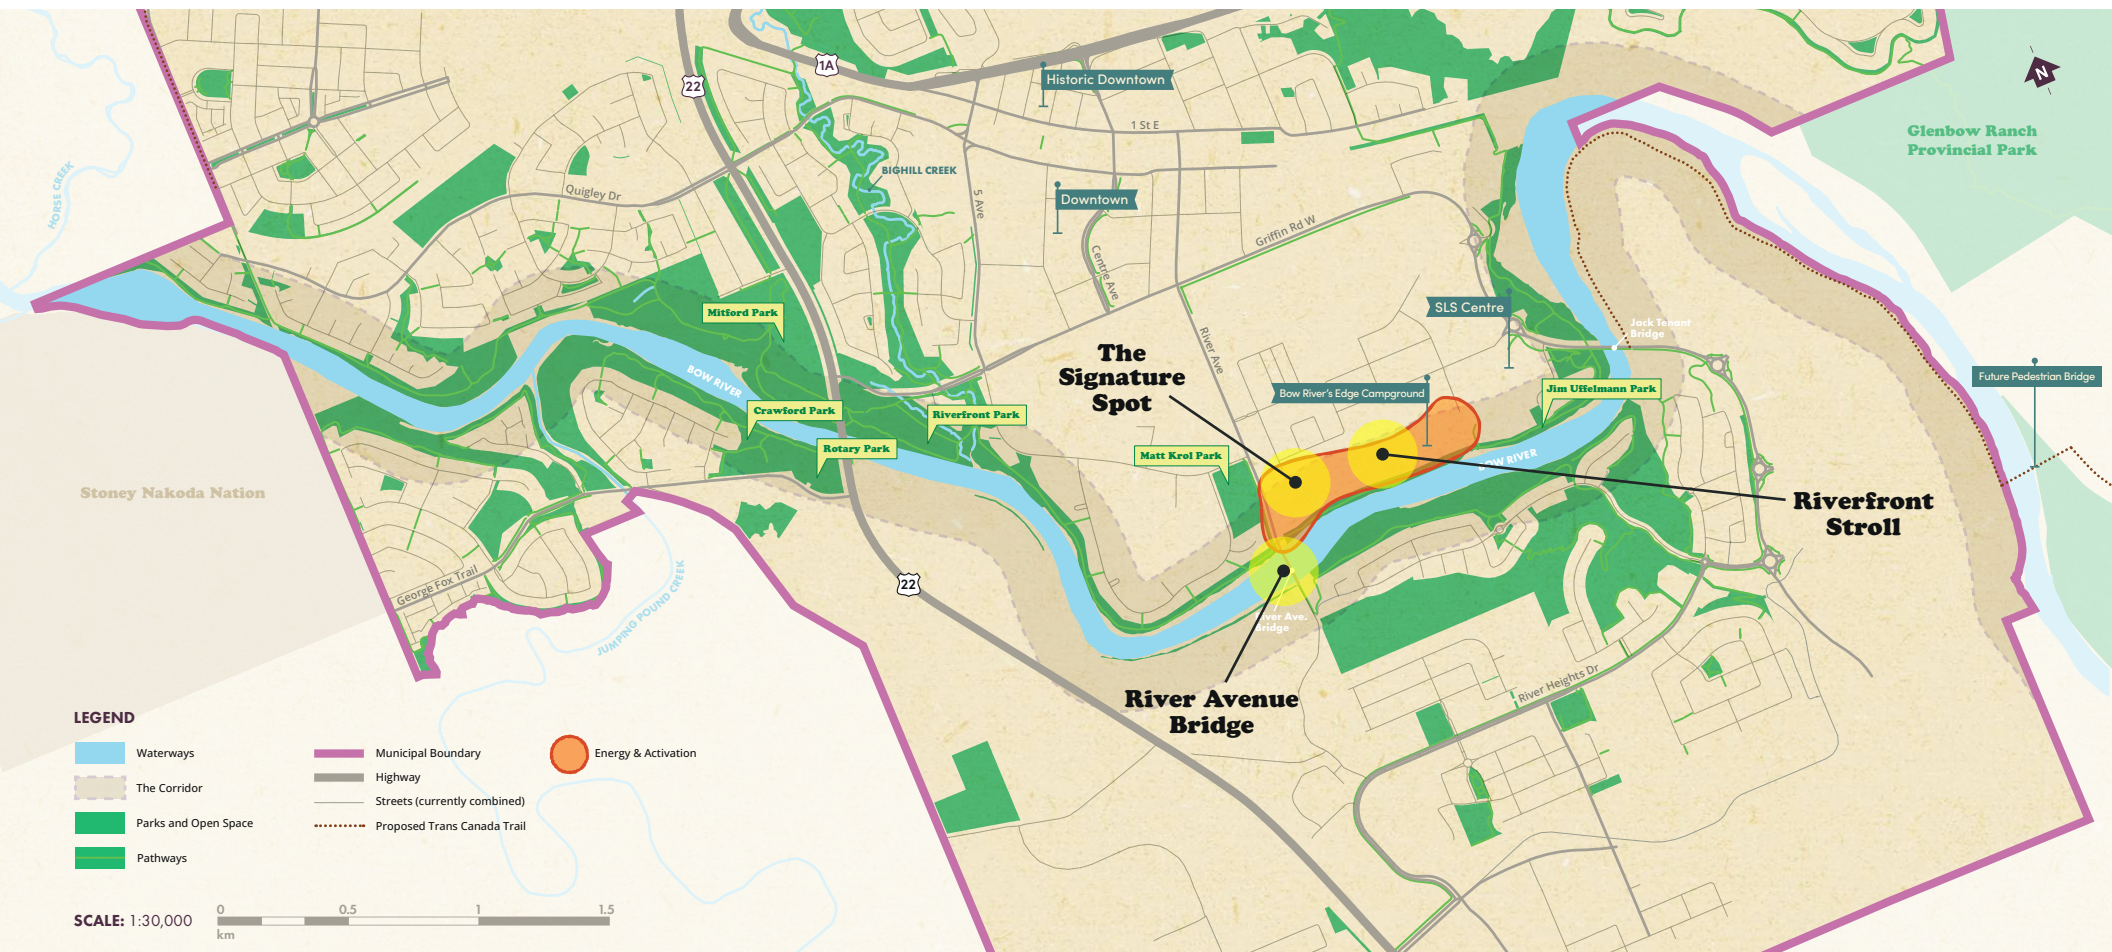 1A
22
Historic Downtown
N
Glenbow Ranch
Provincial Park
1 St E
HORSE CREEK
BIGHILL CREEK
Quigley Dr
5 Ave
Downtown
Griffin Rd W
Centre Ave
Mitford Park
SLS Centre
Jack Tenant
Bridge
River Ave
The
Signature
Spot
BOW RIVER
Future Pedestrian Bridge
Bow River's Edge Campground
Jim Uffelmann Park
Crawford Park
Riverfront Park
Rotary Park
Matt Krol Park
BOW RIVER
Stoney Nakoda Nation
Riverfront
Stroll
George Fox Trail
22
JUMPING POUND CREEK
River Ave.
Bridge
River Heights Dr
River Avenue
Bridge
LEGEND
Waterways
The Corridor
Parks and Open Space
Pathways
Municipal Boundary
Highway
Streets (currently combined)
Proposed Trans Canada Trail
Energy & Activation
SCALE: 1:30,000
0 0.5 1 1.5
km